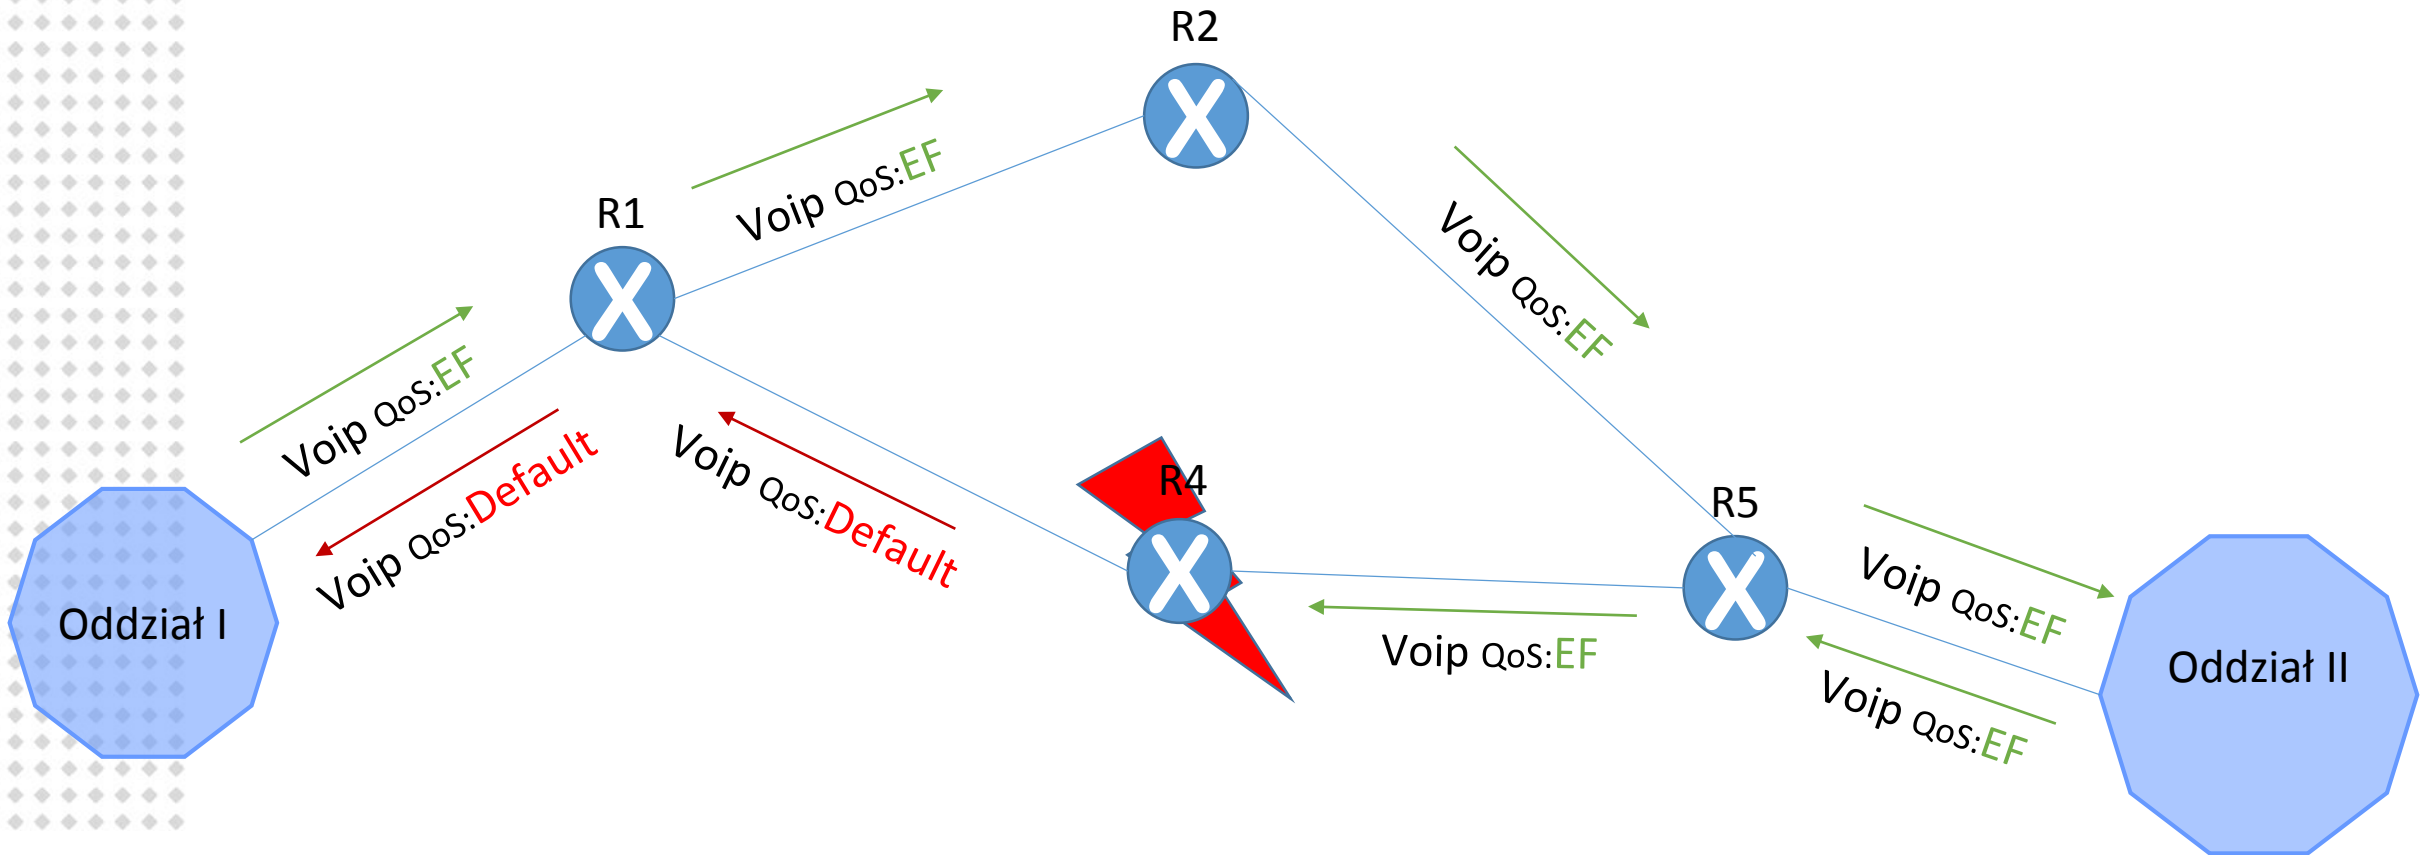 R2
Voip QoS:EF
R1
Voip QoS:EF
Voip QoS:EF
Voip QoS:Default
Voip QoS:Default
R4
R5
Voip QoS:EF
Voip QoS:EF
Voip QoS:EF
Oddział I
Oddział II